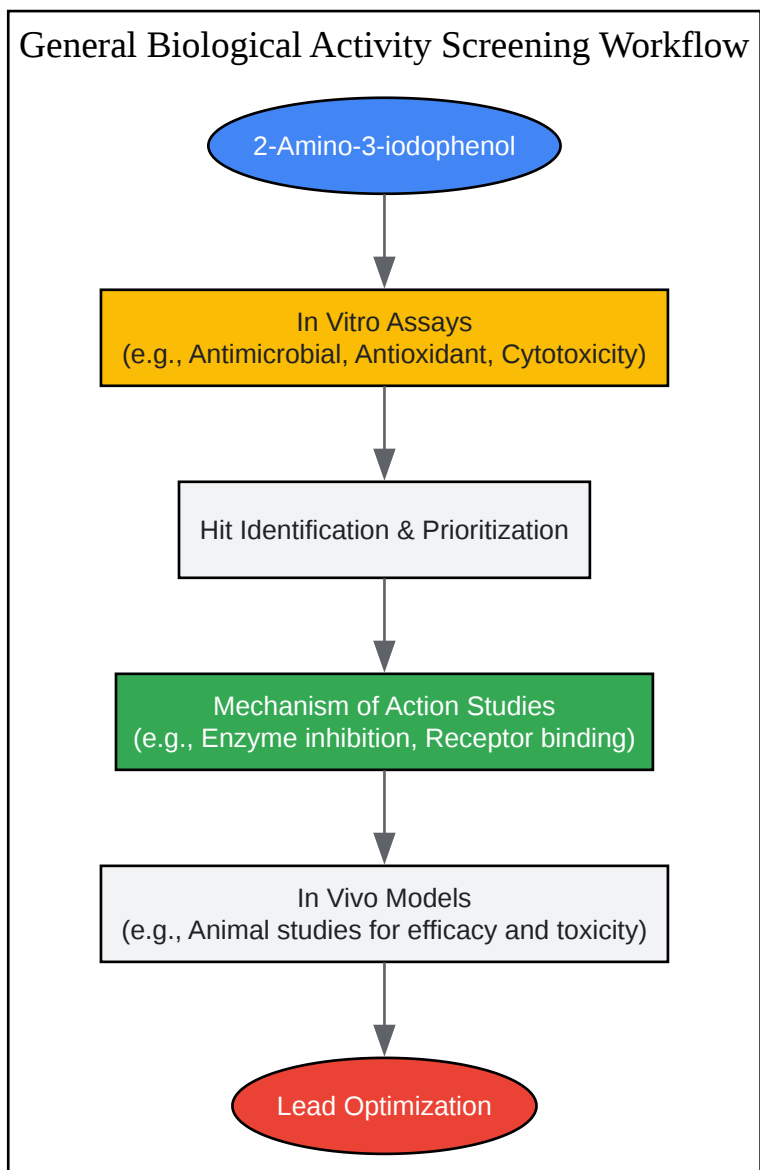 General Biological Activity Screening Workflow
2-Amino-3-iodophenol
In Vitro Assays
(e.g., Antimicrobial, Antioxidant, Cytotoxicity)
Hit Identification & Prioritization
Mechanism of Action Studies
(e.g., Enzyme inhibition, Receptor binding)
In Vivo Models
(e.g., Animal studies for efficacy and toxicity)
Lead Optimization